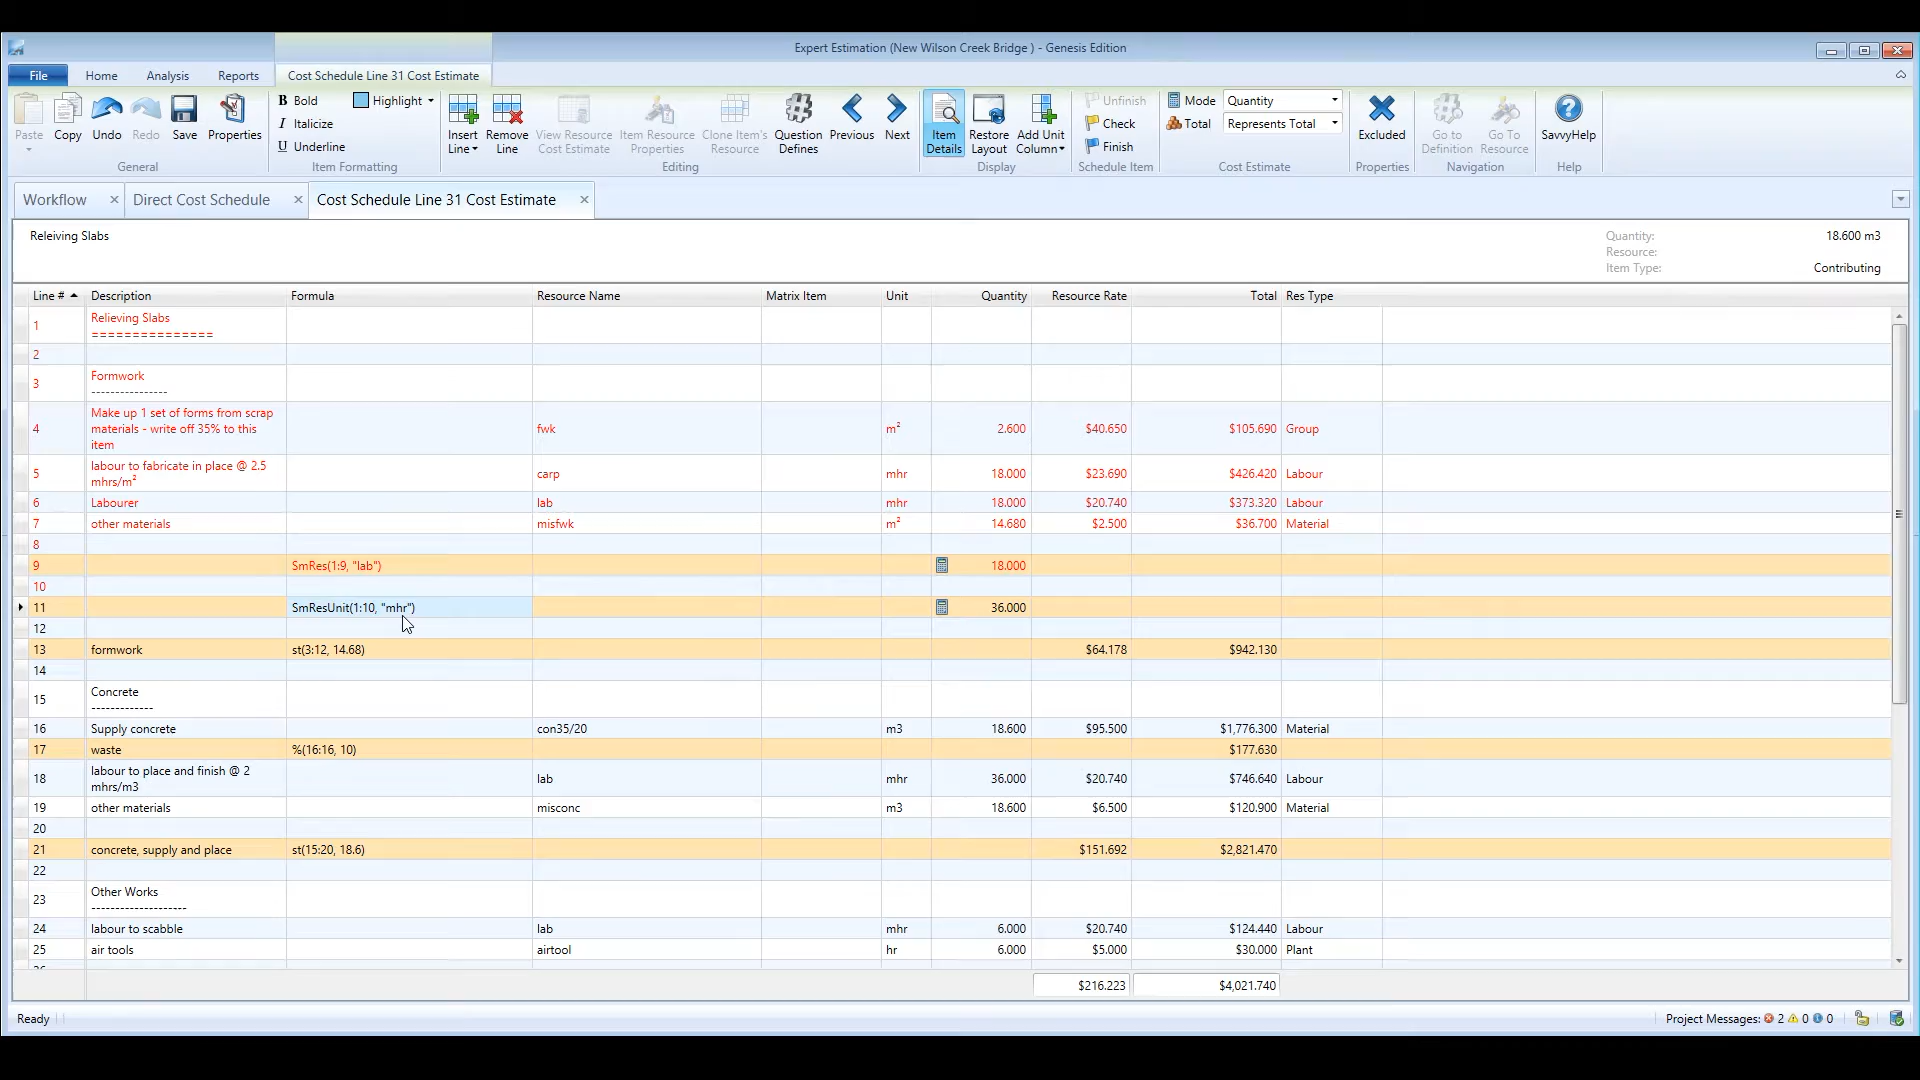 Expert Estimation (New Wilson Creek Bridge ) - Genesis Edition
File Home Analysis Reports Cost Schedule Line 31 Cost Estimate
Paste Copy Undo Redo Save Properties
General
B Bold Highlight
I Italicize
U Underline
Item Formatting
Insert Line Remove Line View Resource Cost Estimate Item Resource Properties Clone Item's Resource Question Defines Previous Next
Editing
Item Details Restore Layout Add Unit Column
Display
Unfinish
Check
Finish
Schedule Item
Mode Quantity
Total Represents Total
Cost Estimate
Excluded
Properties
Go to Definition Go To Resource
Navigation
SavvyHelp
Help
Workflow Direct Cost Schedule Cost Schedule Line 31 Cost Estimate
Releiving Slabs
Quantity: 18.600 m3
Resource:
Item Type: Contributing
Line # Description Formula Resource Name Matrix Item Unit Quantity Resource Rate Total Res Type
1 Relieving Slabs
===============
2
3 Formwork
----------------
4 Make up 1 set of forms from scrap materials - write off 35% to this item fwk m² 2.600 $40.650 $105.690 Group
5 labour to fabricate in place @ 2.5 mhrs/m² carp mhr 18.000 $23.690 $426.420 Labour
6 Labourer lab mhr 18.000 $20.740 $373.320 Labour
7 other materials misfwk m² 14.680 $2.500 $36.700 Material
8
9 SmRes(1:9, "lab") 18.000
10
11 SmResUnit(1:10, "mhr") 36.000
12
13 formwork st(3:12, 14.68) $64.178 $942.130
14
15 Concrete
-------------
16 Supply concrete con35/20 m3 18.600 $95.500 $1,776.300 Material
17 waste %(16:16, 10) $177.630
18 labour to place and finish @ 2 mhrs/m3 lab mhr 36.000 $20.740 $746.640 Labour
19 other materials misconc m3 18.600 $6.500 $120.900 Material
20
21 concrete, supply and place st(15:20, 18.6) $151.692 $2,821.470
22
23 Other Works
--------------------
24 labour to scabble lab mhr 6.000 $20.740 $124.440 Labour
25 air tools airtool hr 6.000 $5.000 $30.000 Plant
$216.223 $4,021.740
Ready Project Messages: 2 0 0